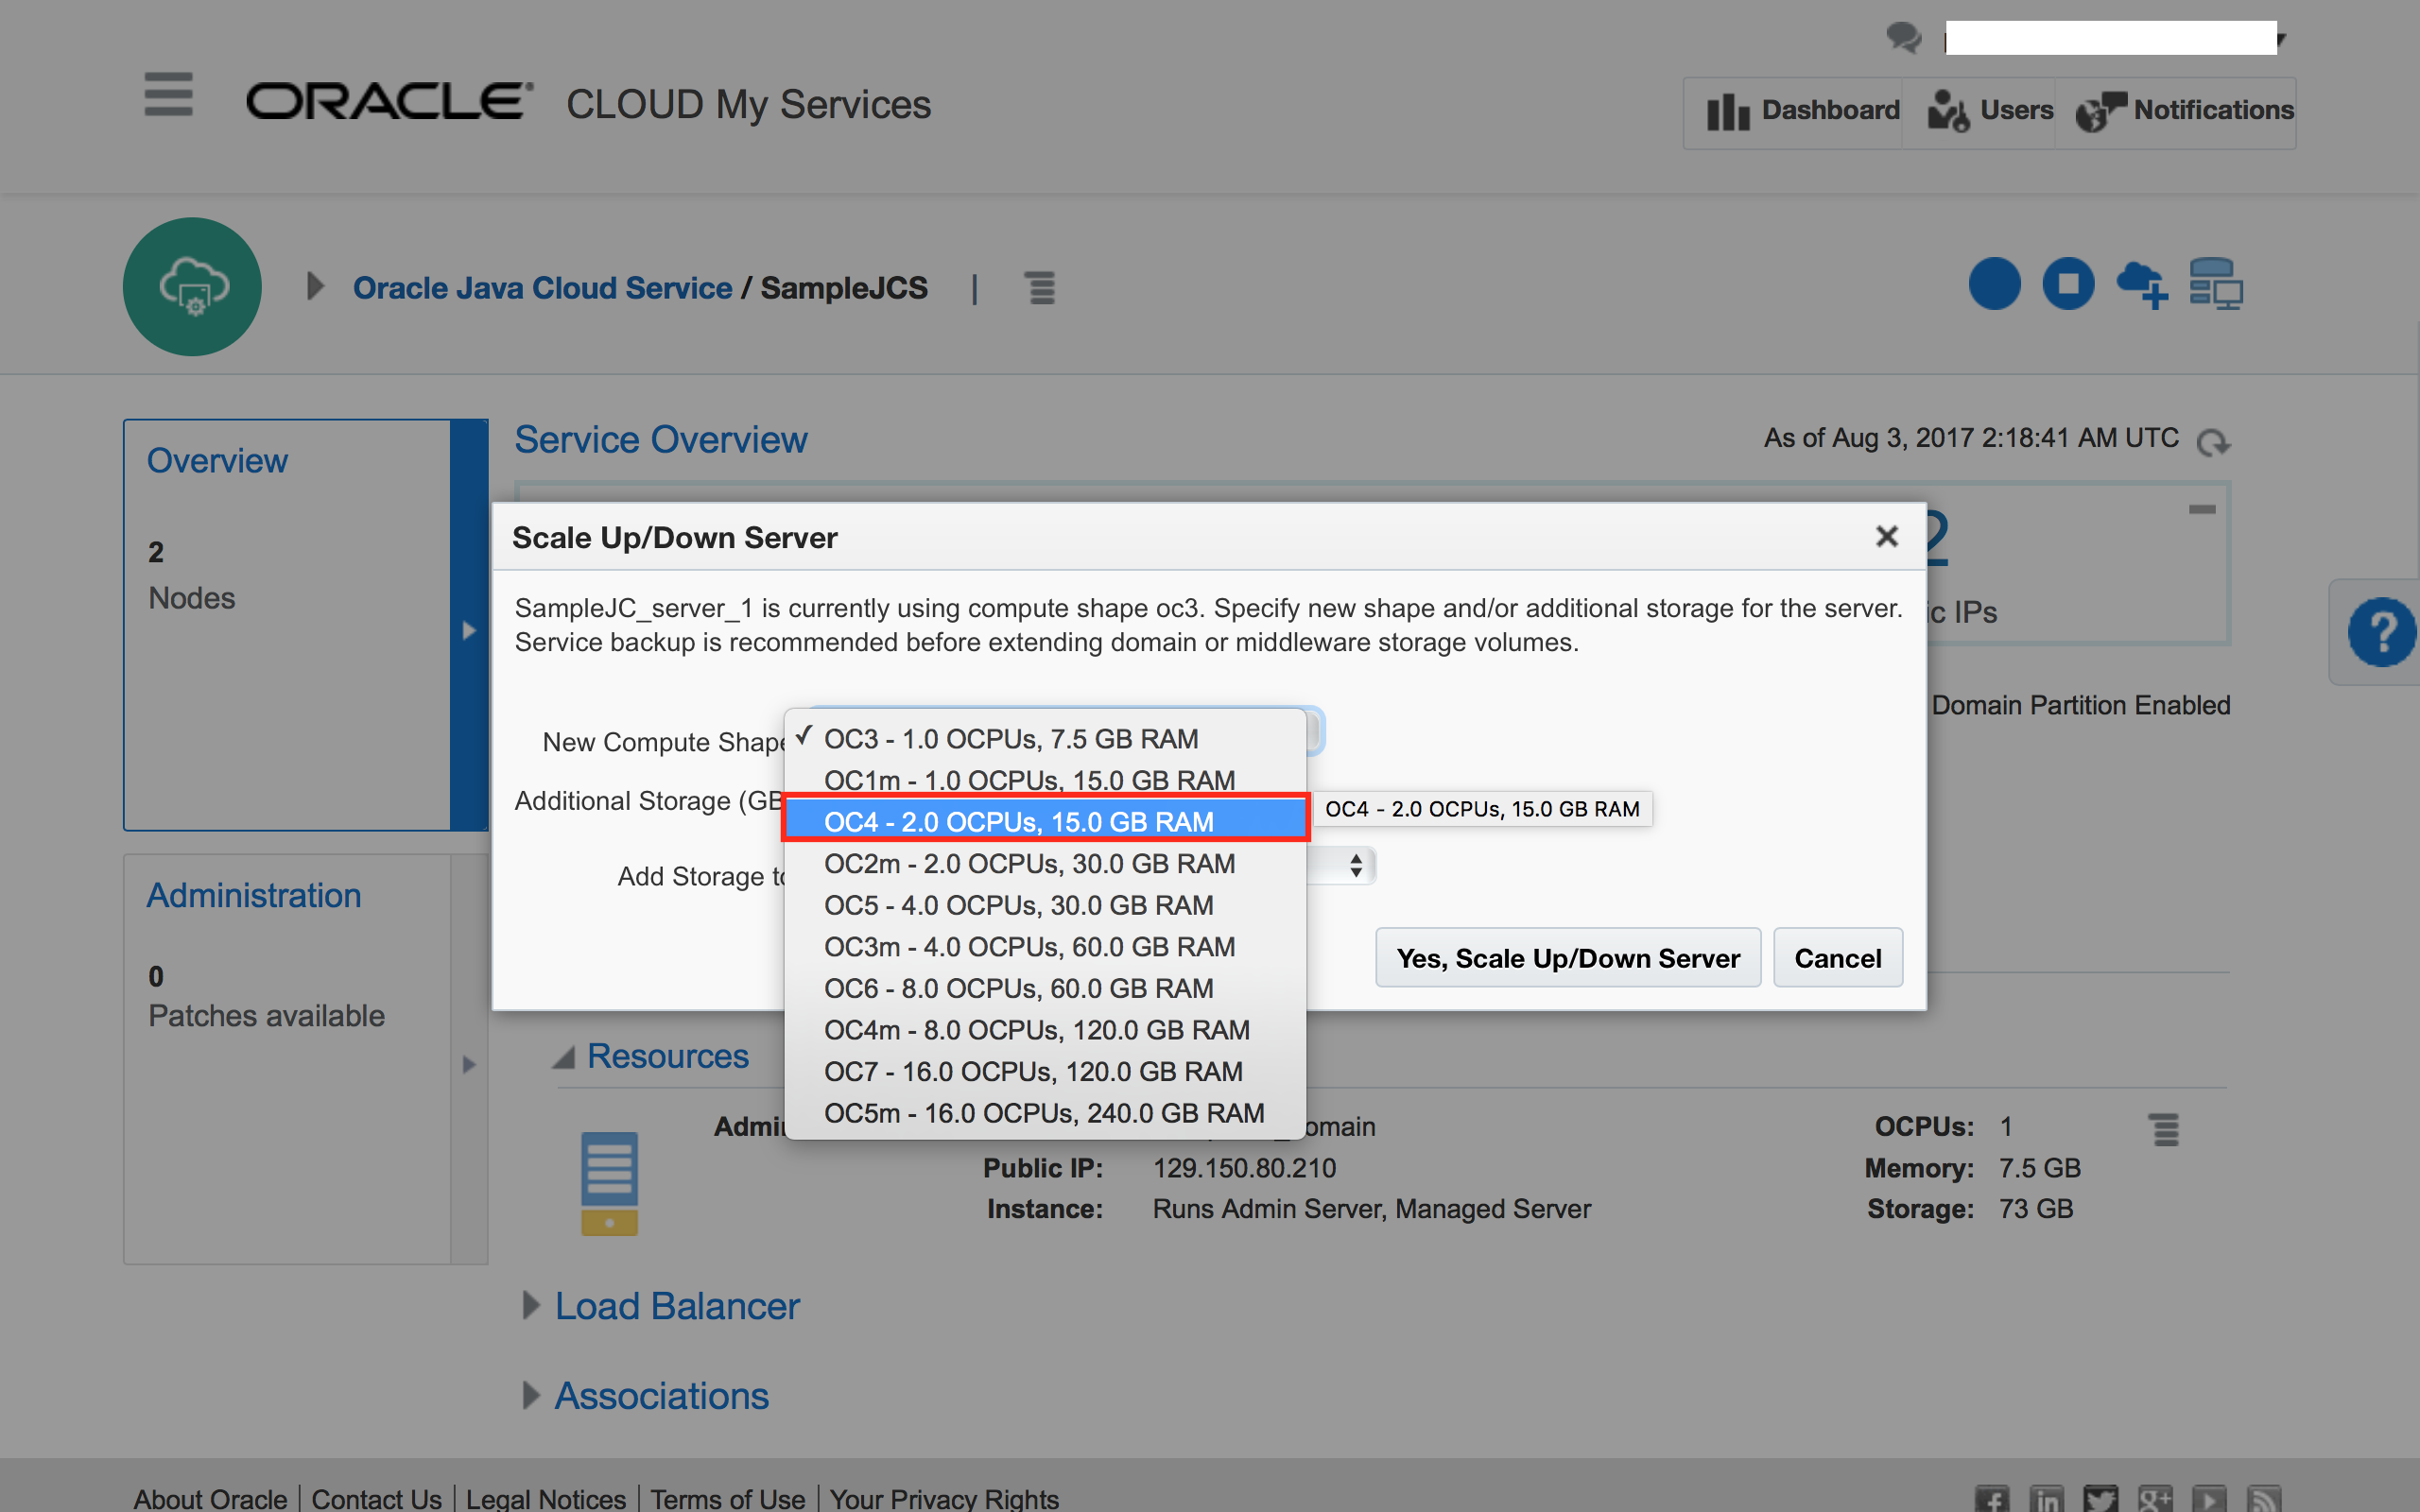 ORACLE CLOUD My Services
Dashboard Users Notifications
Oracle Java Cloud Service / SampleJCS |
Overview
2
Nodes
Service Overview
As of Aug 3, 2017 2:18:41 AM UTC
2
IPs
Scale Up/Down Server
SampleJC_server_1 is currently using compute shape oc3. Specify new shape and/or additional storage for the server.
Service backup is recommended before extending domain or middleware storage volumes.
Domain Partition Enabled
New Compute Shape
Additional Storage (GB
Add Storage
OC3 - 1.0 OCPUs, 7.5 GB RAM
OC1m - 1.0 OCPUs, 15.0 GB RAM
OC4 - 2.0 OCPUs, 15.0 GB RAM
OC4 - 2.0 OCPUs, 15.0 GB RAM
OC2m - 2.0 OCPUs, 30.0 GB RAM
OC5 - 4.0 OCPUs, 30.0 GB RAM
OC3m - 4.0 OCPUs, 60.0 GB RAM
OC6 - 8.0 OCPUs, 60.0 GB RAM
OC4m - 8.0 OCPUs, 120.0 GB RAM
OC7 - 16.0 OCPUs, 120.0 GB RAM
OC5m - 16.0 OCPUs, 240.0 GB RAM
Yes, Scale Up/Down Server Cancel
Administration
0
Patches available
Resources
OCPUs: 1
Public IP: 129.150.80.210
Memory: 7.5 GB
Instance: Runs Admin Server, Managed Server
Storage: 73 GB
Load Balancer
Associations
?
About Oracle | Contact Us | Legal Notices | Terms of Use | Your Privacy Rights